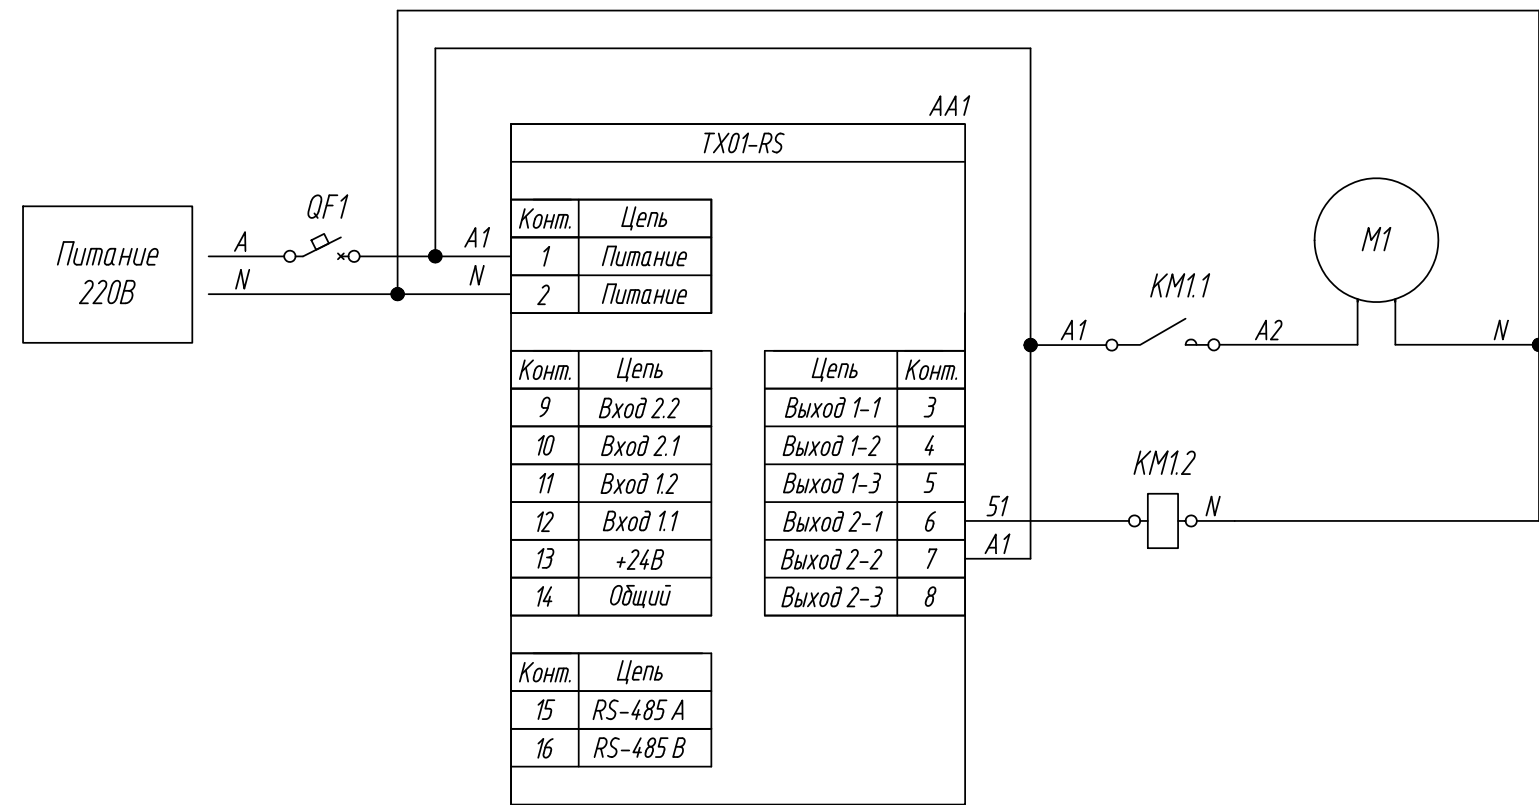 AA1
TX01-RS
QF1
Питание
220В
A
A1
N
N
Конт. Цепь
1 Питание
2 Питание
M1
KM1.1
A1
A2
N
Конт. Цепь
9 Вход 2.2
10 Вход 2.1
11 Вход 1.2
12 Вход 1.1
13 +24В
14 Общий
Цепь Конт.
Выход 1-1 3
Выход 1-2 4
Выход 1-3 5
Выход 2-1 6
Выход 2-2 7
Выход 2-3 8
KM1.2
51
N
A1
Конт. Цепь
15 RS-485 A
16 RS-485 B